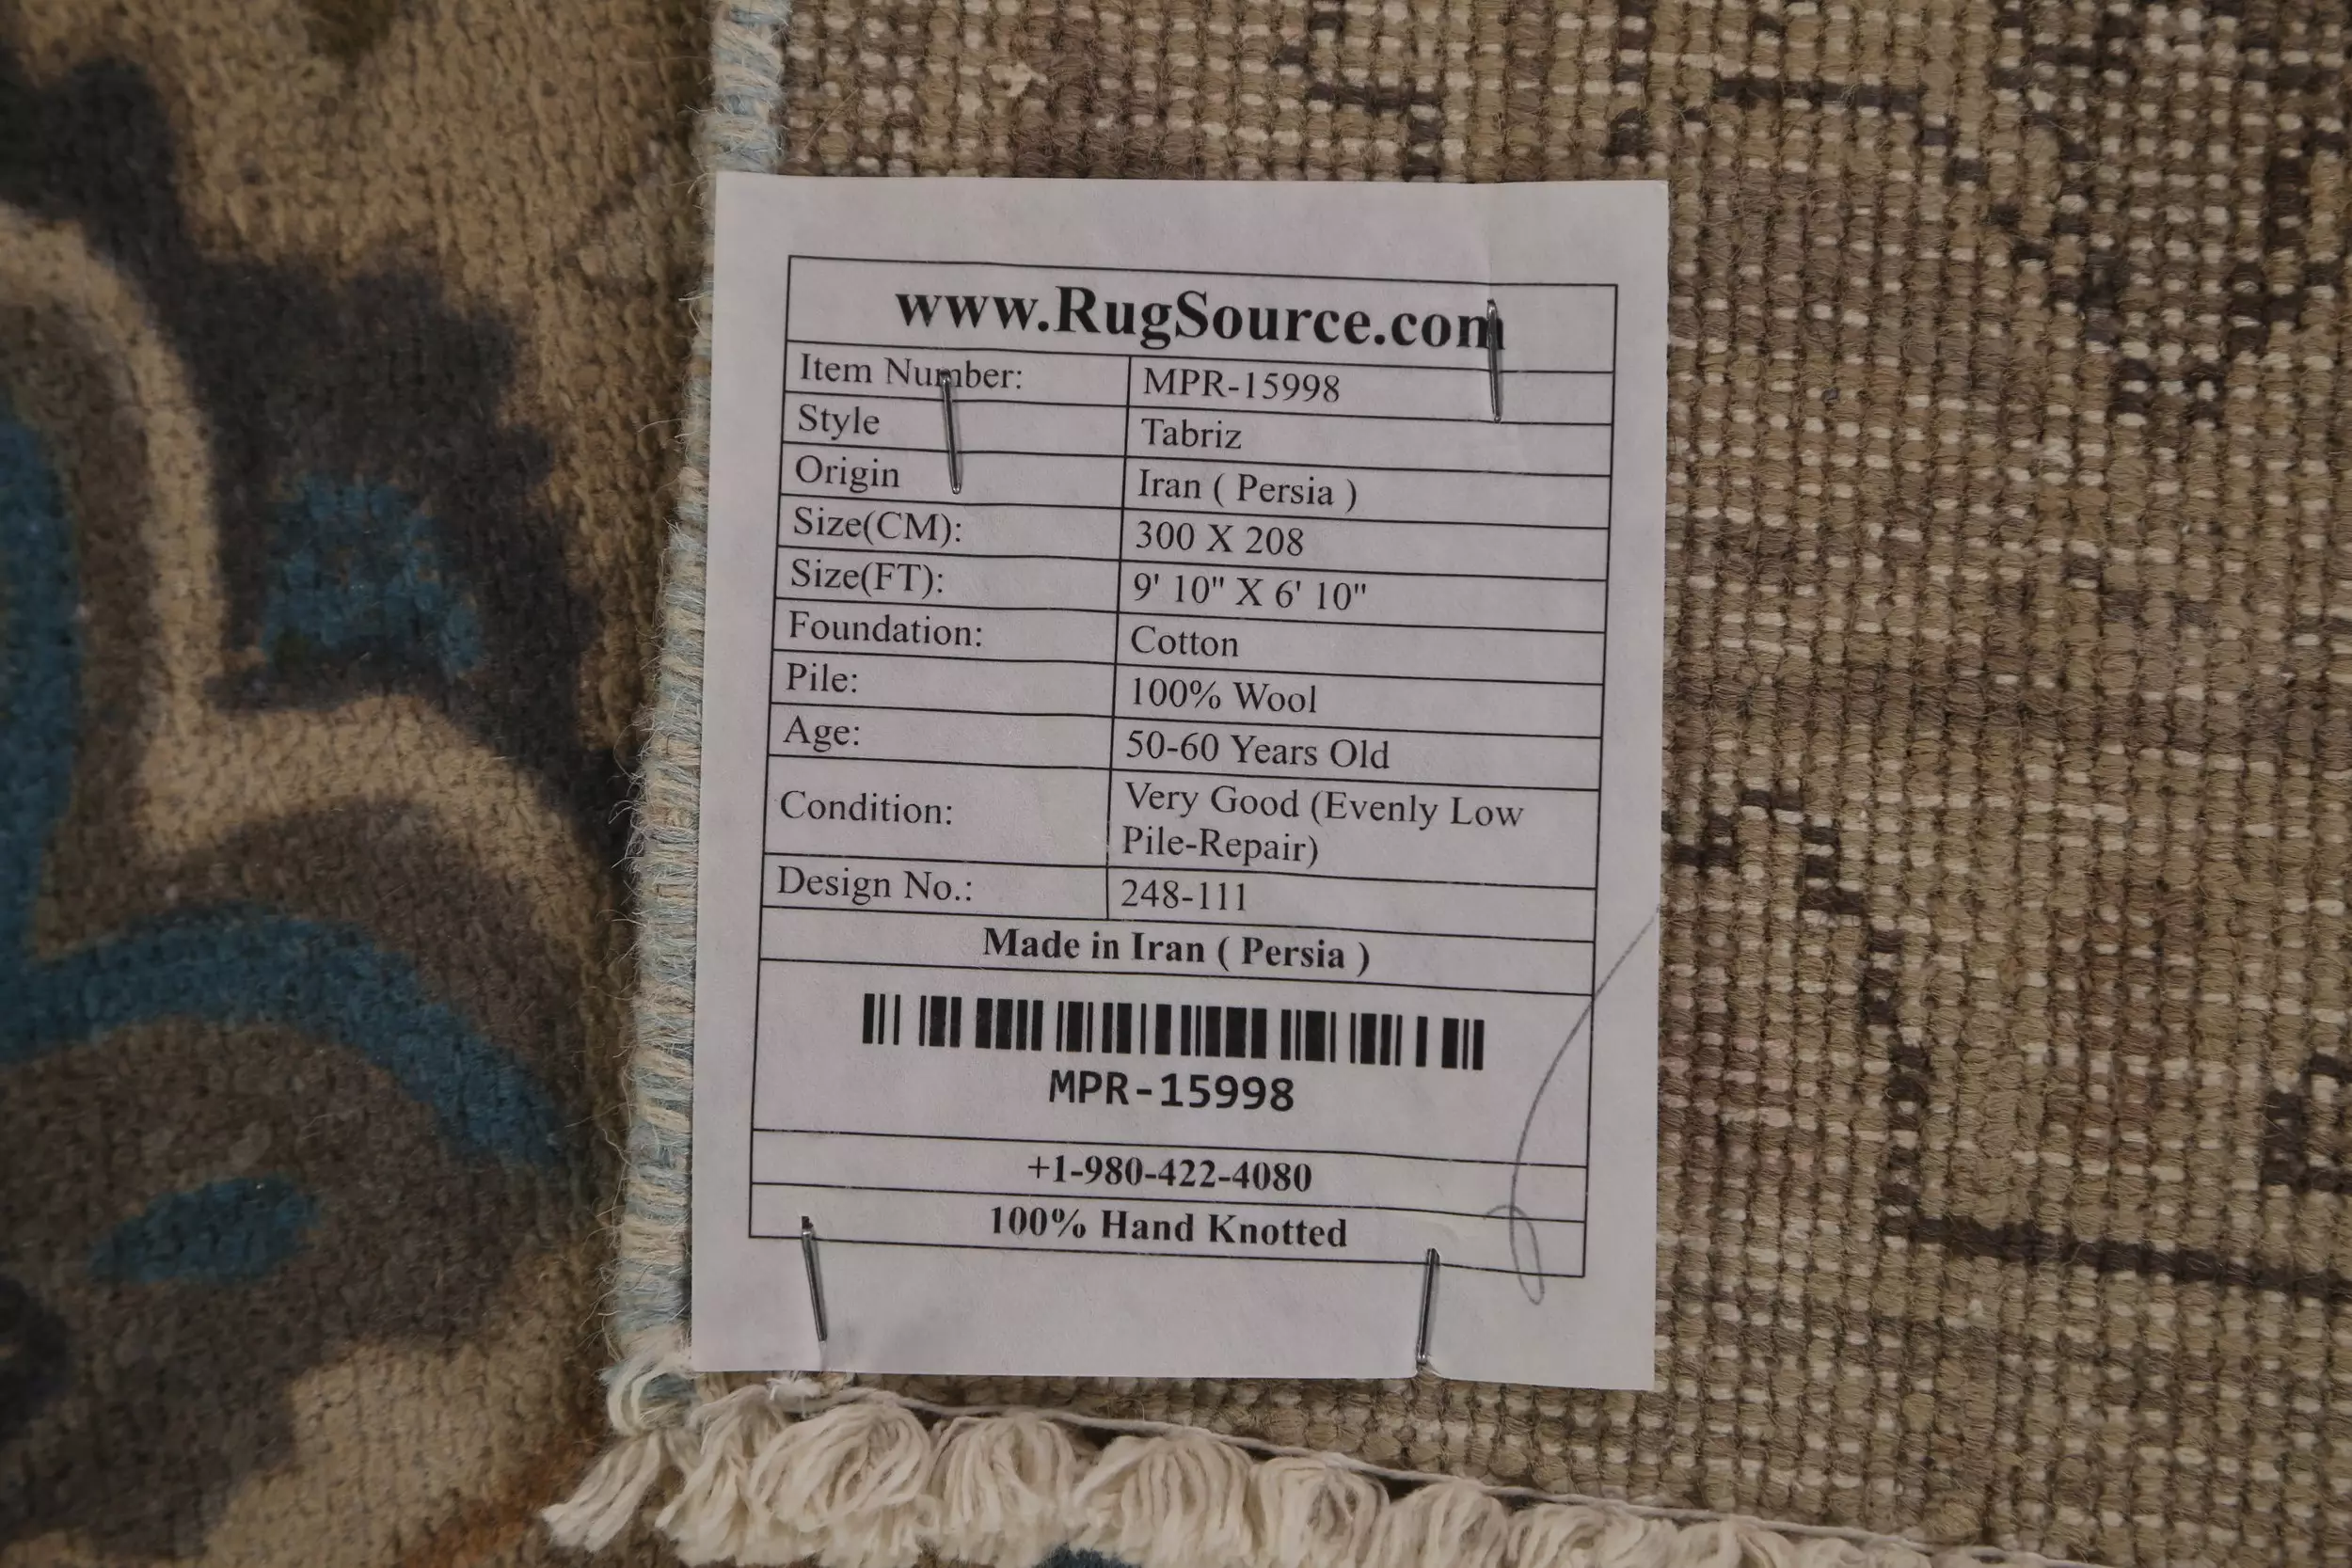 www.RugSource.com
Item Number: MPR-15998
Style Tabriz
Origin Iran ( Persia )
Size(CM): 300 X 208
Size(FT): 9' 10" X 6' 10"
Foundation: Cotton
Pile: 100% Wool
Age: 50-60 Years Old
Condition: Very Good (Evenly Low
Pile-Repair)
Design No.: 248-111
Made in Iran ( Persia )
MPR-15998
+1-980-422-4080
100% Hand Knotted